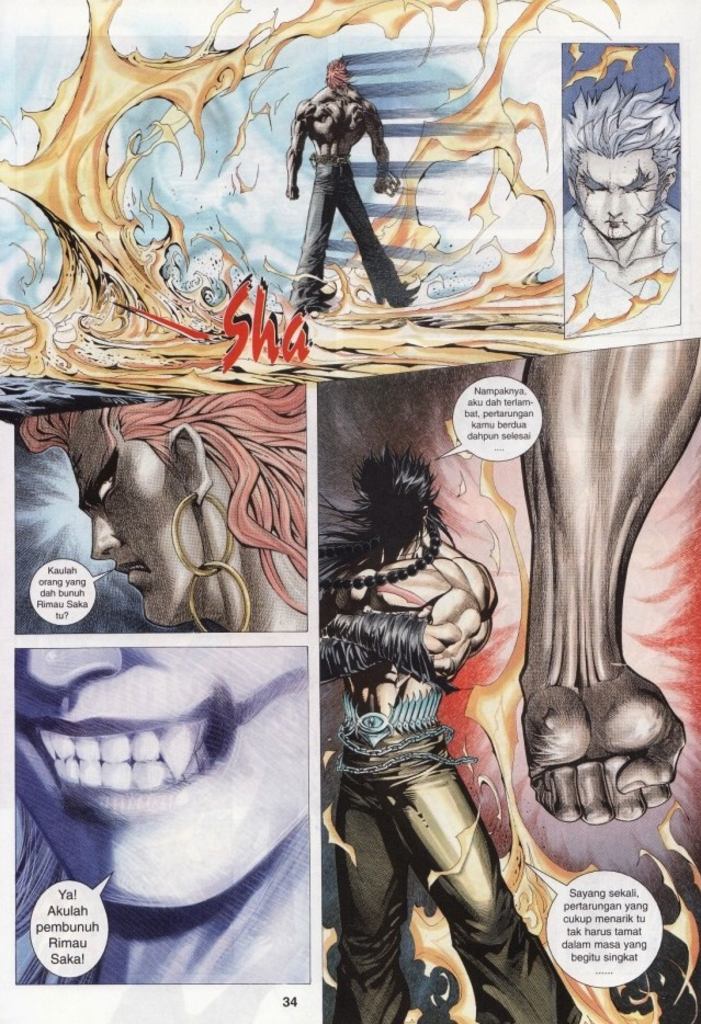 Sha
Nampaknya,
aku dah terlam-
bat, pertarungan
kamu berdua
dahpun selesai
....
Kaulah
orang yang
dah bunuh
Rimau Saka
tu?
Ya!
Akulah
pembunuh
Rimau
Saka!
Sayang sekali,
pertarungan yang
cukup menarik tu
tak harus tamat
dalam masa yang
begitu singkat
......
34